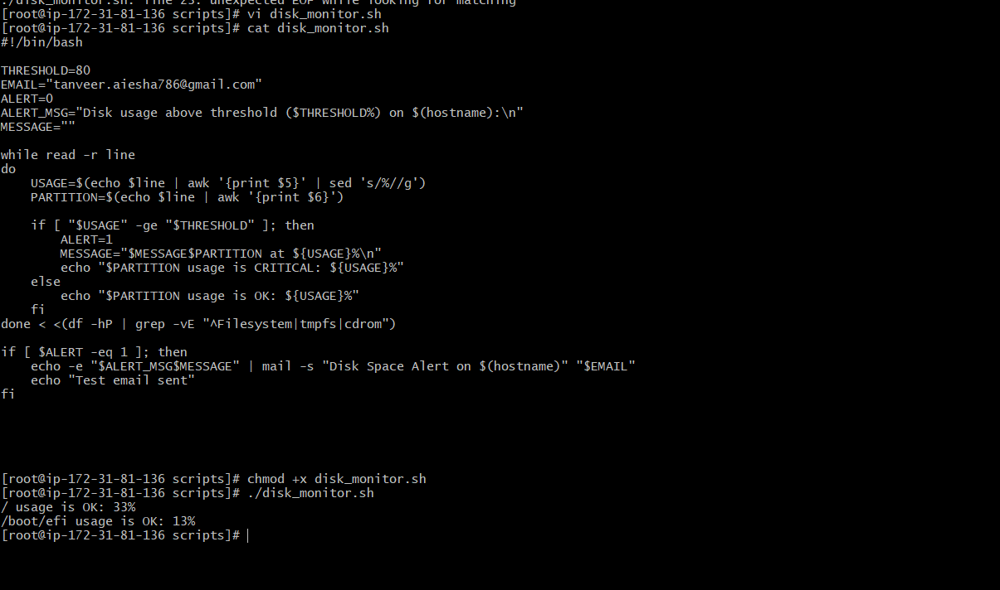 ./disk_monitor.sh: line 23: unexpected EOF while looking for matching
[root@ip-172-31-81-136 scripts]# vi disk_monitor.sh
[root@ip-172-31-81-136 scripts]# cat disk_monitor.sh
#!/bin/bash
THRESHOLD=80
EMAIL="tanveer.aiesha786@gmail.com"
ALERT=0
ALERT_MSG="Disk usage above threshold ($THRESHOLD%) on $(hostname):\n"
MESSAGE=""
while read -r line
do
    USAGE=$(echo $line | awk '{print $5}' | sed 's/%//g')
    PARTITION=$(echo $line | awk '{print $6}')
    if [ "$USAGE" -ge "$THRESHOLD" ]; then
        ALERT=1
        MESSAGE="$MESSAGE$PARTITION at ${USAGE}%\n"
        echo "$PARTITION usage is CRITICAL: ${USAGE}%"
    else
        echo "$PARTITION usage is OK: ${USAGE}%"
    fi
done < <(df -hP | grep -vE "^Filesystem|tmpfs|cdrom")
if [ $ALERT -eq 1 ]; then
    echo -e "$ALERT_MSG$MESSAGE" | mail -s "Disk Space Alert on $(hostname)" "$EMAIL"
    echo "Test email sent"
fi
[root@ip-172-31-81-136 scripts]# chmod +x disk_monitor.sh
[root@ip-172-31-81-136 scripts]# ./disk_monitor.sh
/ usage is OK: 33%
/boot/efi usage is OK: 13%
[root@ip-172-31-81-136 scripts]#